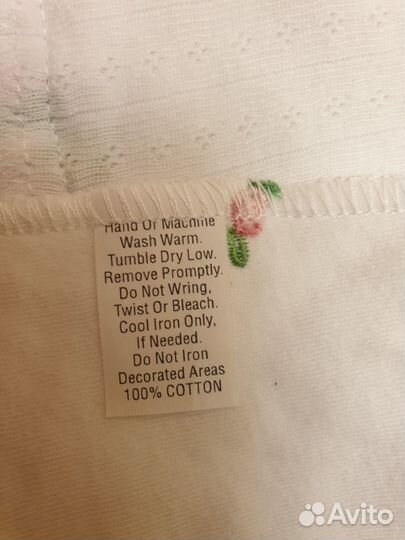 Hand Or Machine
Wash Warm.
Tumble Dry Low.
Remove Promptly.
Do Not Wring,
Twist Or Bleach.
Cool Iron Only,
If Needed.
Do Not Iron
Decorated Areas
100% COTTON
Avito